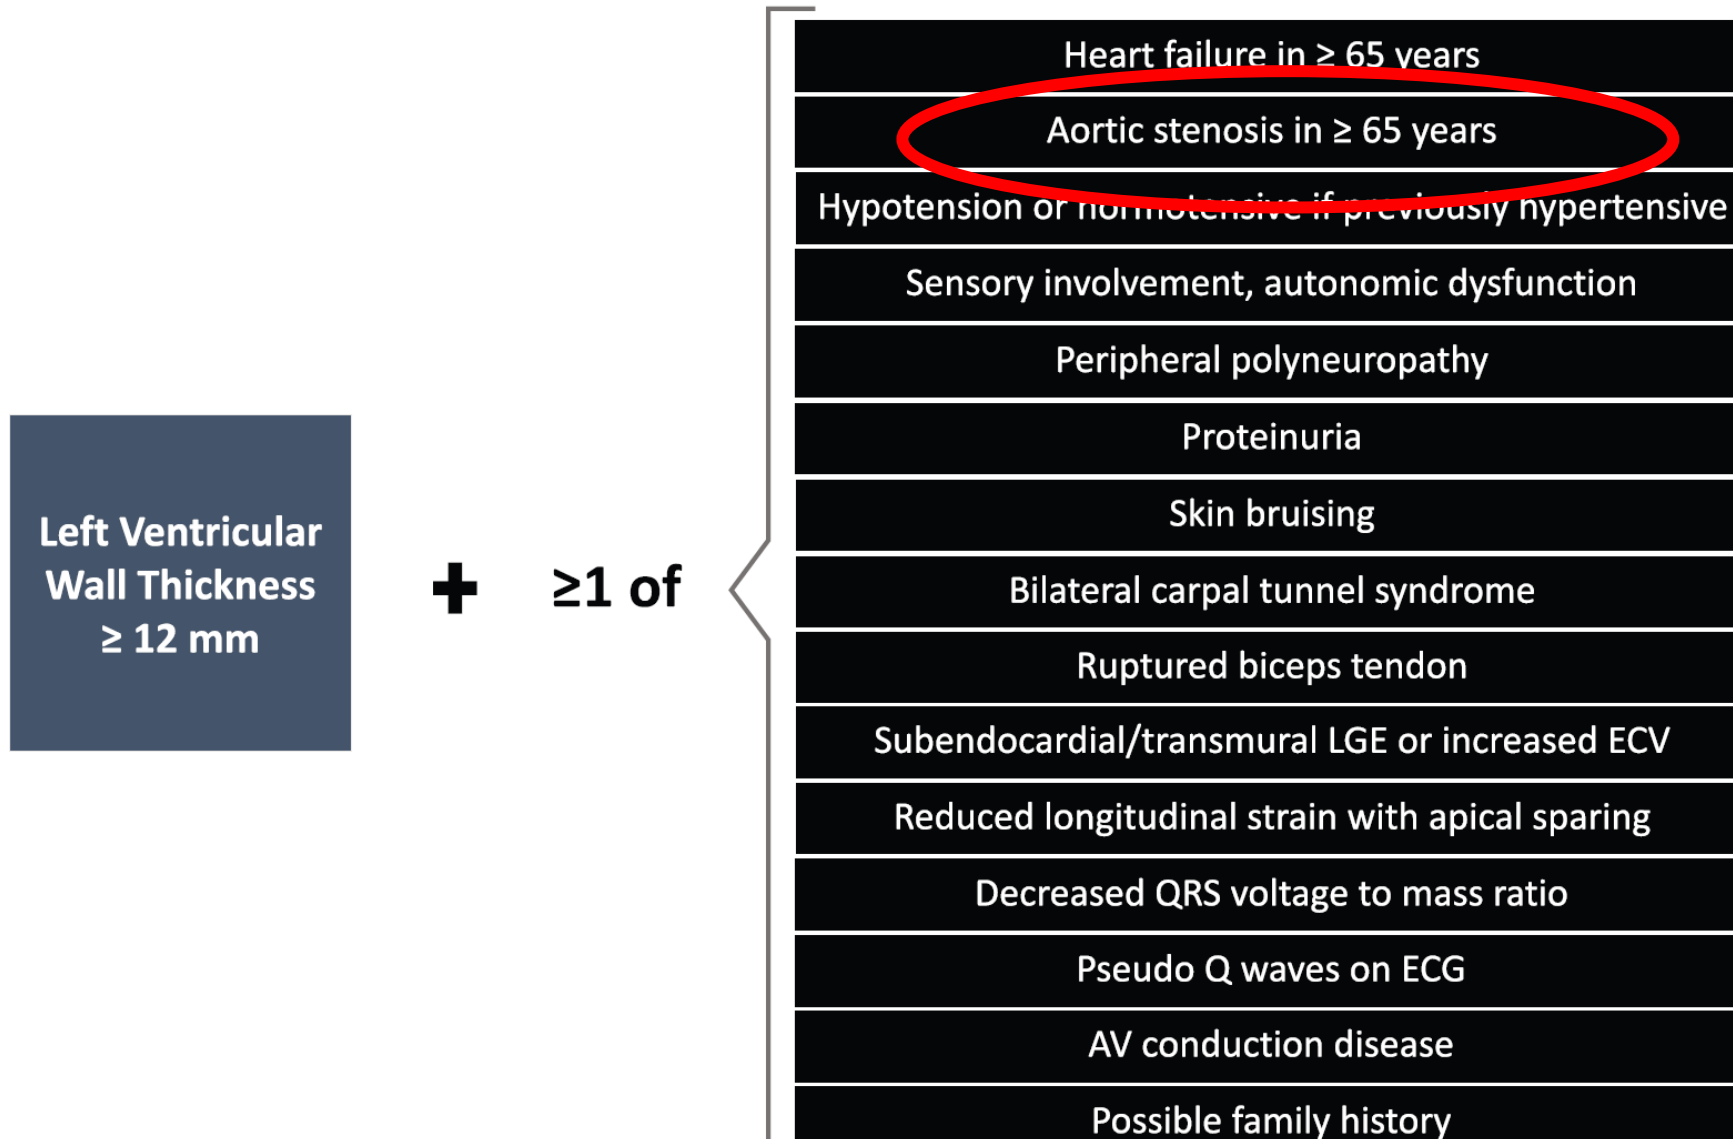 Left Ventricular
Wall Thickness
≥ 12 mm
+
≥1 of
Heart failure in ≥ 65 years
Aortic stenosis in ≥ 65 years
Hypotension or normotensive if previously hypertensive
Sensory involvement, autonomic dysfunction
Peripheral polyneuropathy
Proteinuria
Skin bruising
Bilateral carpal tunnel syndrome
Ruptured biceps tendon
Subendocardial/transmural LGE or increased ECV
Reduced longitudinal strain with apical sparing
Decreased QRS voltage to mass ratio
Pseudo Q waves on ECG
AV conduction disease
Possible family history